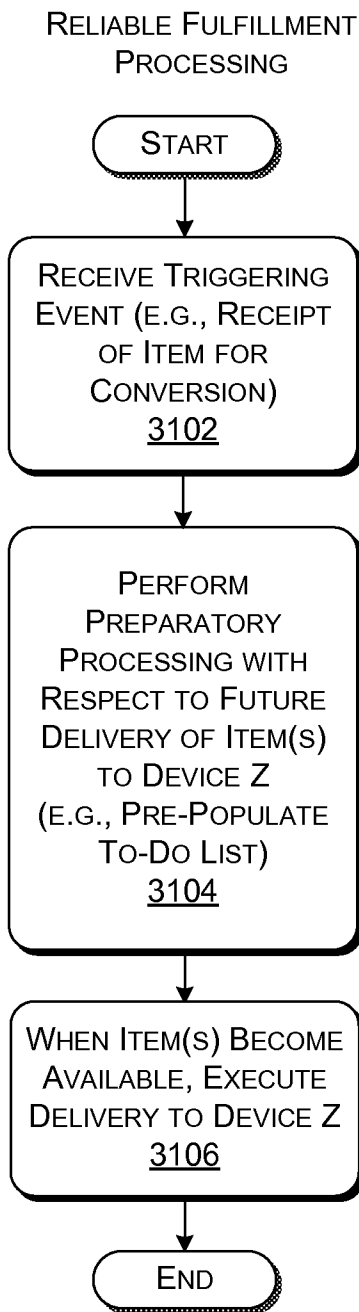 RELIABLE FULFILLMENT
PROCESSING
START
RECEIVE TRIGGERING
EVENT (E.G., RECEIPT
OF ITEM FOR
CONVERSION)
3102
PERFORM
PREPARATORY
PROCESSING WITH
RESPECT TO FUTURE
DELIVERY OF ITEM(S)
TO DEVICE Z
(E.G., PRE-POPULATE
TO-DO LIST)
3104
WHEN ITEM(S) BECOME
AVAILABLE, EXECUTE
DELIVERY TO DEVICE Z
3106
END